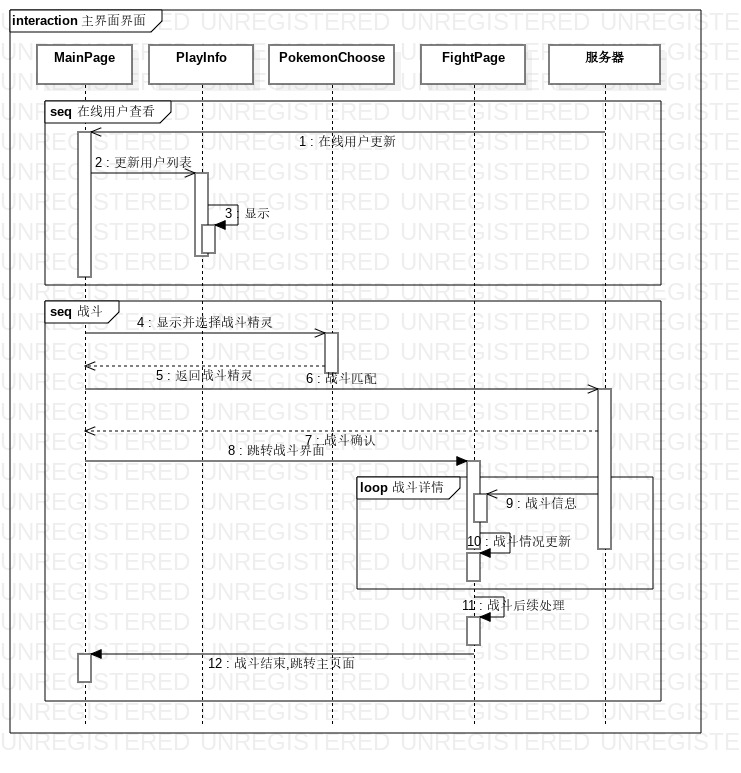 interaction 主界面界面
MainPage
PlayInfo
PokemonChoose
FightPage
服务器
seq 在线用户查看
1 : 在线用户更新
2 : 更新用户列表
3 : 显示
seq 战斗
4 : 显示并选择战斗精灵
5 : 返回战斗精灵
6 : 战斗匹配
7 : 战斗确认
8 : 跳转战斗界面
loop 战斗详情
9 : 战斗信息
10 : 战斗情况更新
11 : 战斗后续处理
12 : 战斗结束,跳转主页面
UNREGISTERED